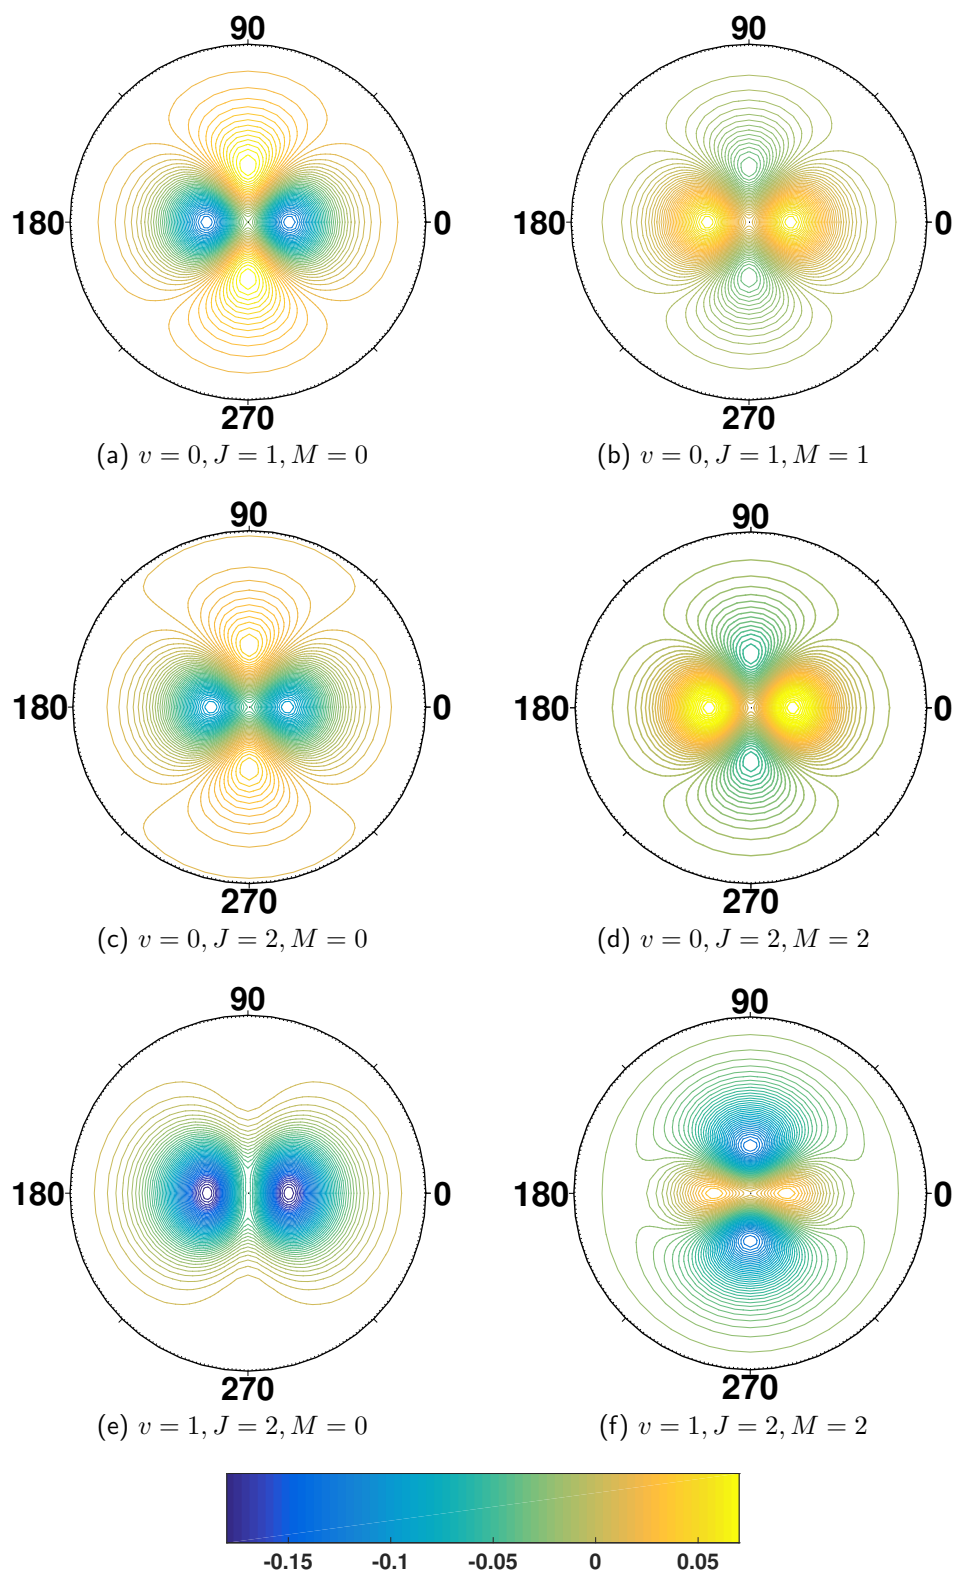 90 90
180 0 180 0
270 270
(a) v = 0, J = 1, M = 0 (b) v = 0, J = 1, M = 1
90 90
180 0 180 0
270 270
(c) v = 0, J = 2, M = 0 (d) v = 0, J = 2, M = 2
90 90
180 0 180 0
270 270
(e) v = 1, J = 2, M = 0 (f) v = 1, J = 2, M = 2
-0.15 -0.1 -0.05 0 0.05